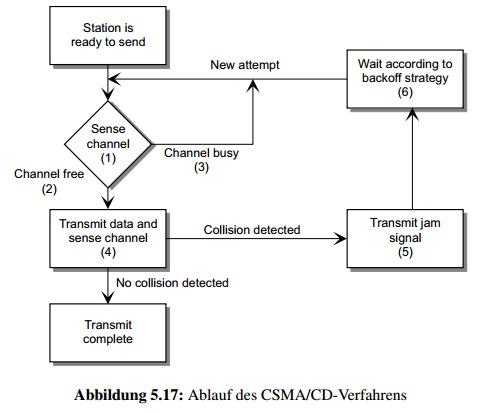 Station is
ready to send
New attempt
Wait according to
backoff strategy
(6)
Sense
channel
(1)
Channel busy
(3)
Channel free
(2)
Transmit data and
sense channel
(4)
Collision detected
Transmit jam
signal
(5)
No collision detected
Transmit
complete
Abbildung 5.17: Ablauf des CSMA/CD-Verfahrens